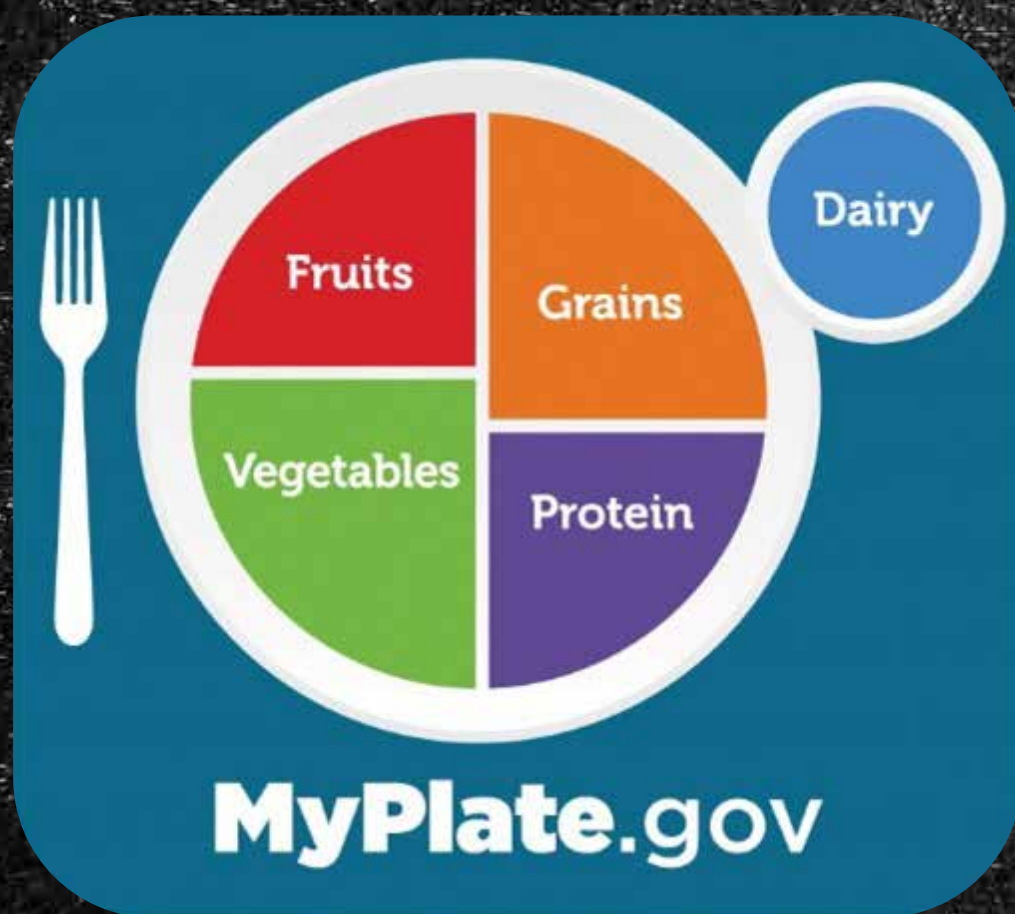 Dairy
Fruits
Grains
Vegetables
Protein
MyPlate.gov